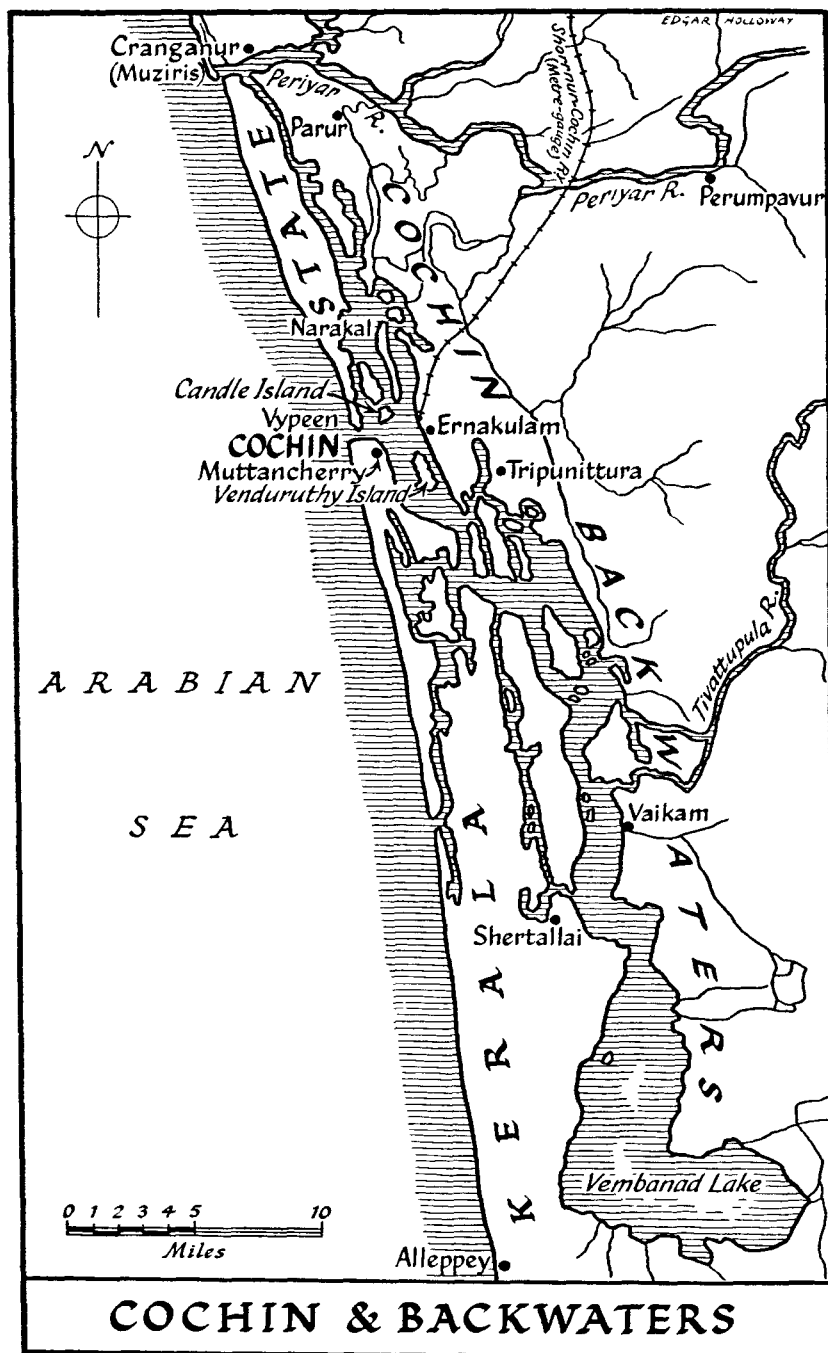 EDGAR HOLLOWAY
Cranganur
(Muziris)
Periyar R.
Shornnur-Cochin Ry.
(Metre-gauge)
Parur
N
Periyar R.
Perumpavur
KERALA STATE
COCHIN BACKWATERS
Narakal
Candle Island
Vypeen
Ernakulam
COCHIN
Muttancherry
Tripunittura
Venduruthy Island
Tivattupula R.
ARABIAN
SEA
Vaikam
Shertallai
Vembanad Lake
0 1 2 3 4 5 10
Miles
Alleppey
COCHIN & BACKWATERS